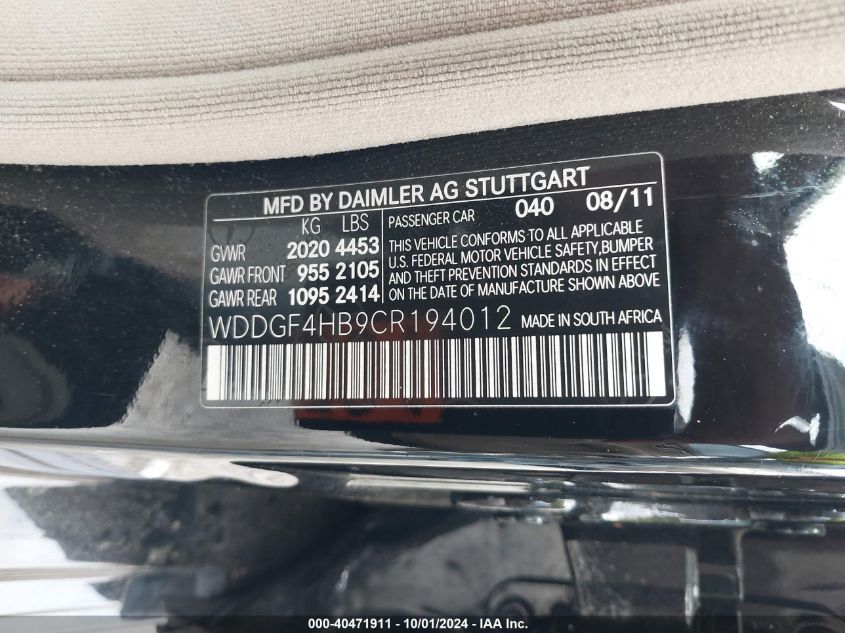 MFD BY DAIMLER AG STUTTGART
KG LBS
GVWR 2020 4453
GAWR FRONT 955 2105
GAWR REAR 1095 2414
PASSENGER CAR 040 08/11
THIS VEHICLE CONFORMS TO ALL APPLICABLE
U.S. FEDERAL MOTOR VEHICLE SAFETY,BUMPER
AND THEFT PREVENTION STANDARDS IN EFFECT
ON THE DATE OF MANUFACTURE SHOWN ABOVE
WDDGF4HB9CR194012 MADE IN SOUTH AFRICA
000-40471911 - 10/01/2024 - IAA Inc.